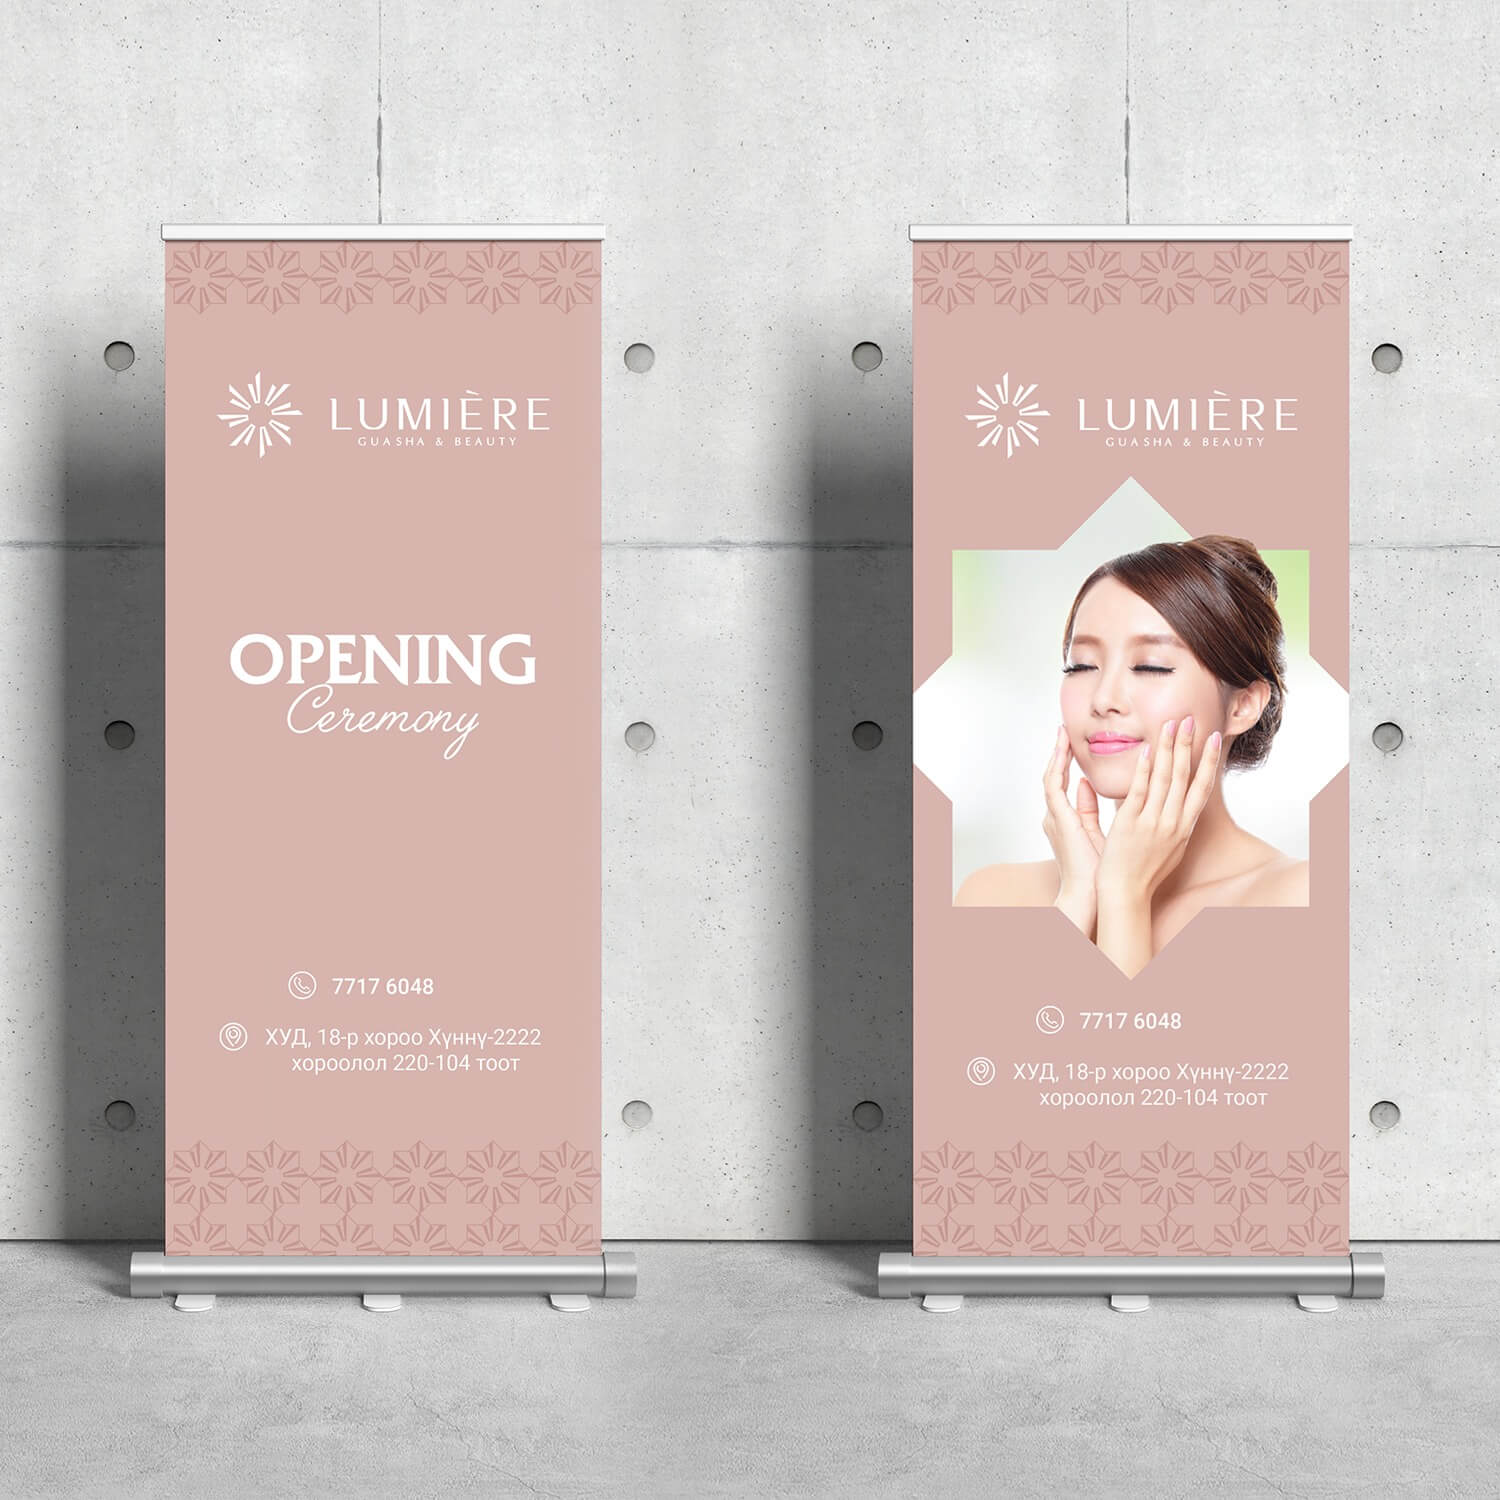 LUMIÈRE
GUASHA & BEAUTY
OPENING
Ceremony
7717 6048
ХУД, 18-р хороо Хүннү-2222
хороолол 220-104 тоот
LUMIÈRE
GUASHA & BEAUTY
7717 6048
ХУД, 18-р хороо Хүннү-2222
хороолол 220-104 тоот